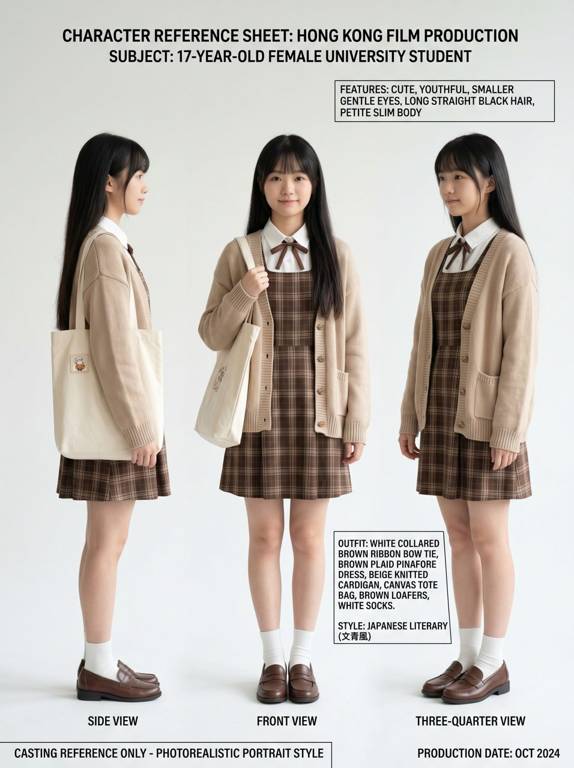 CHARACTER REFERENCE SHEET: HONG KONG FILM PRODUCTION
SUBJECT: 17-YEAR-OLD FEMALE UNIVERSITY STUDENT
FEATURES: CUTE, YOUTHFUL, SMALLER
GENTLE EYES, LONG STRAIGHT BLACK HAIR,
PETITE SLIM BODY
OUTFIT: WHITE COLLARED
BROWN RIBBON BOW TIE,
BROWN PLAID PINAFORE
DRESS, BEIGE KNITTED
CARDIGAN, CANVAS TOTE
BAG, BROWN LOAFERS,
WHITE SOCKS.
STYLE: JAPANESE LITERARY
(文青風)
SIDE VIEW
FRONT VIEW
THREE-QUARTER VIEW
CASTING REFERENCE ONLY - PHOTOREALISTIC PORTRAIT STYLE
PRODUCTION DATE: OCT 2024